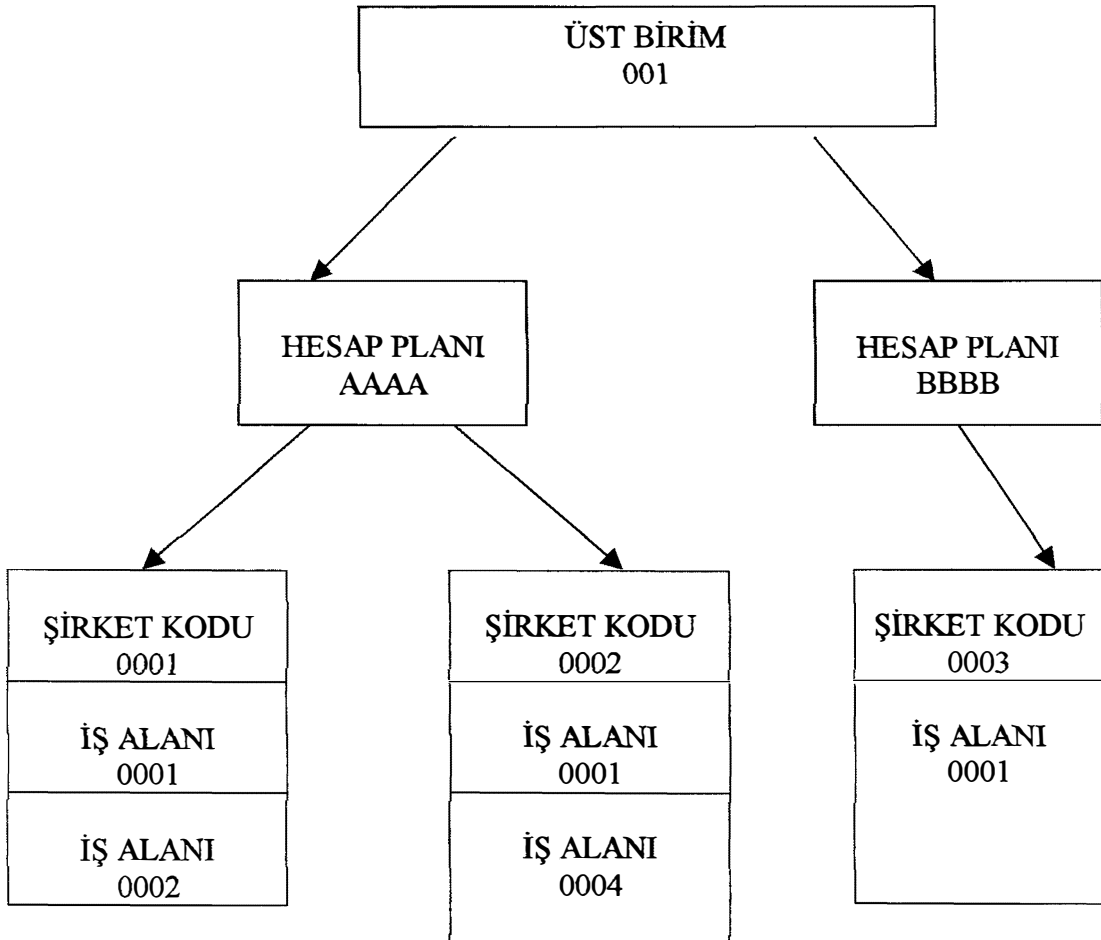 ÜST BİRİM
001
HESAP PLANI
AAAA
HESAP PLANI
BBBB
ŞİRKET KODU
0001
İŞ ALANI
0001
İŞ ALANI
0002
ŞİRKET KODU
0002
İŞ ALANI
0001
İŞ ALANI
0004
ŞİRKET KODU
0003
İŞ ALANI
0001